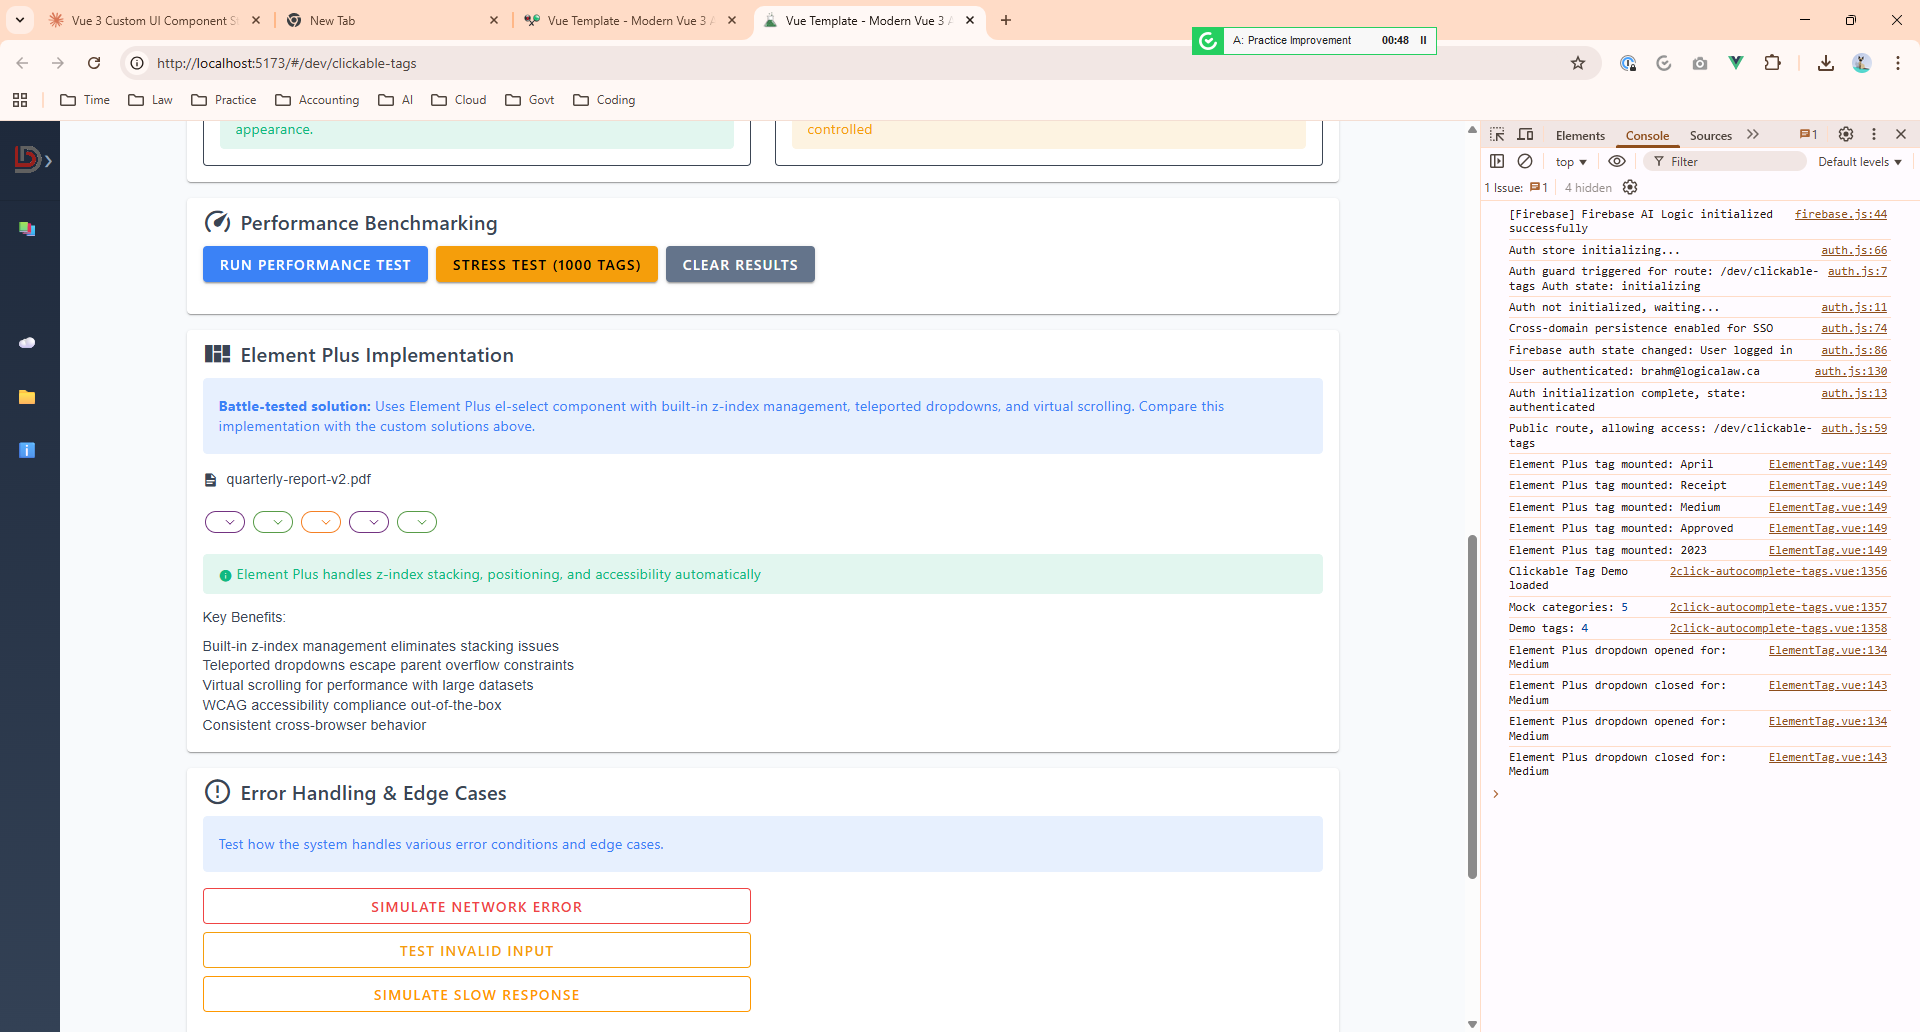 Vue 3 Custom UI Component S
New Tab
Vue Template - Modern Vue 3 A
Vue Template - Modern Vue 3 A
A: Practice Improvement 00:48
http://localhost:5173/#/dev/clickable-tags
Time Law Practice Accounting AI Cloud Govt Coding
appearance.
controlled
Performance Benchmarking
RUN PERFORMANCE TEST
STRESS TEST (1000 TAGS)
CLEAR RESULTS
Element Plus Implementation
Battle-tested solution: Uses Element Plus el-select component with built-in z-index management, teleported dropdowns, and virtual scrolling. Compare this
implementation with the custom solutions above.
quarterly-report-v2.pdf
Element Plus handles z-index stacking, positioning, and accessibility automatically
Key Benefits:
Built-in z-index management eliminates stacking issues
Teleported dropdowns escape parent overflow constraints
Virtual scrolling for performance with large datasets
WCAG accessibility compliance out-of-the-box
Consistent cross-browser behavior
Error Handling & Edge Cases
Test how the system handles various error conditions and edge cases.
SIMULATE NETWORK ERROR
TEST INVALID INPUT
SIMULATE SLOW RESPONSE
Elements Console Sources 1
top Filter Default levels
1 Issue: 1 4 hidden
[Firebase] Firebase AI Logic initialized firebase.js:44
successfully
Auth store initializing... auth.js:66
Auth guard triggered for route: /dev/clickable- auth.js:7
tags Auth state: initializing
Auth not initialized, waiting... auth.js:11
Cross-domain persistence enabled for SSO auth.js:74
Firebase auth state changed: User logged in auth.js:86
User authenticated: brahm@logicalaw.ca auth.js:130
Auth initialization complete, state: auth.js:13
authenticated
Public route, allowing access: /dev/clickable- auth.js:59
tags
Element Plus tag mounted: April ElementTag.vue:149
Element Plus tag mounted: Receipt ElementTag.vue:149
Element Plus tag mounted: Medium ElementTag.vue:149
Element Plus tag mounted: Approved ElementTag.vue:149
Element Plus tag mounted: 2023 ElementTag.vue:149
Clickable Tag Demo 2click-autocomplete-tags.vue:1356
loaded
Mock categories: 5 2click-autocomplete-tags.vue:1357
Demo tags: 4 2click-autocomplete-tags.vue:1358
Element Plus dropdown opened for: ElementTag.vue:134
Medium
Element Plus dropdown closed for: ElementTag.vue:143
Medium
Element Plus dropdown opened for: ElementTag.vue:134
Medium
Element Plus dropdown closed for: ElementTag.vue:143
Medium